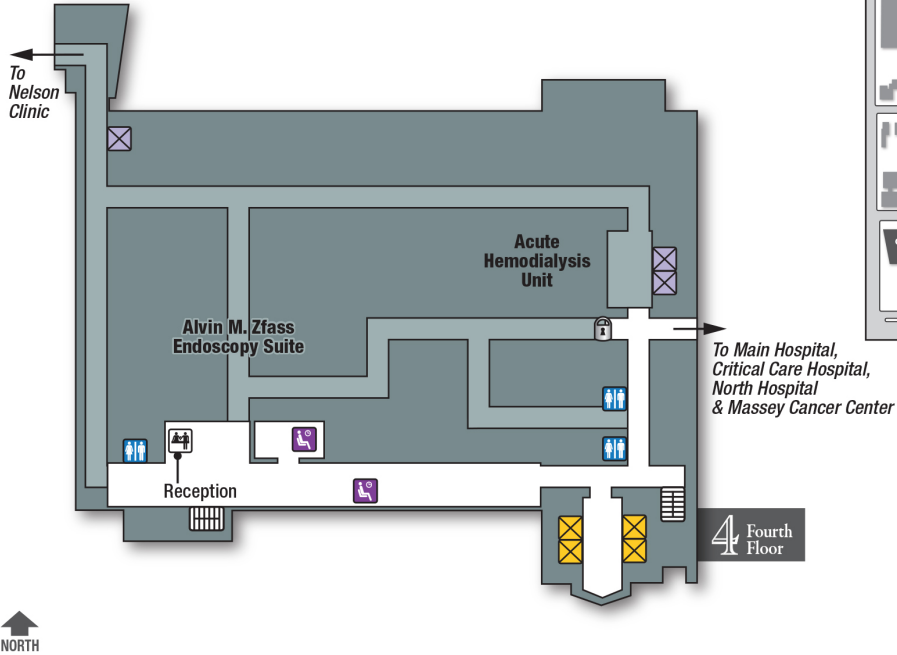 To
Nelson
Clinic
Acute
Hemodialysis
Unit
Alvin M. Zfass
Endoscopy Suite
To Main Hospital,
Critical Care Hospital,
North Hospital
& Massey Cancer Center
Reception
4 Fourth
Floor
NORTH